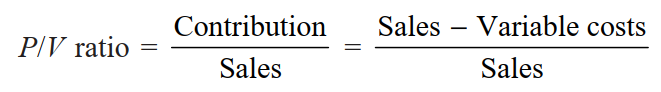 P/V ratio = Contribution / Sales = Sales − Variable costs / Sales